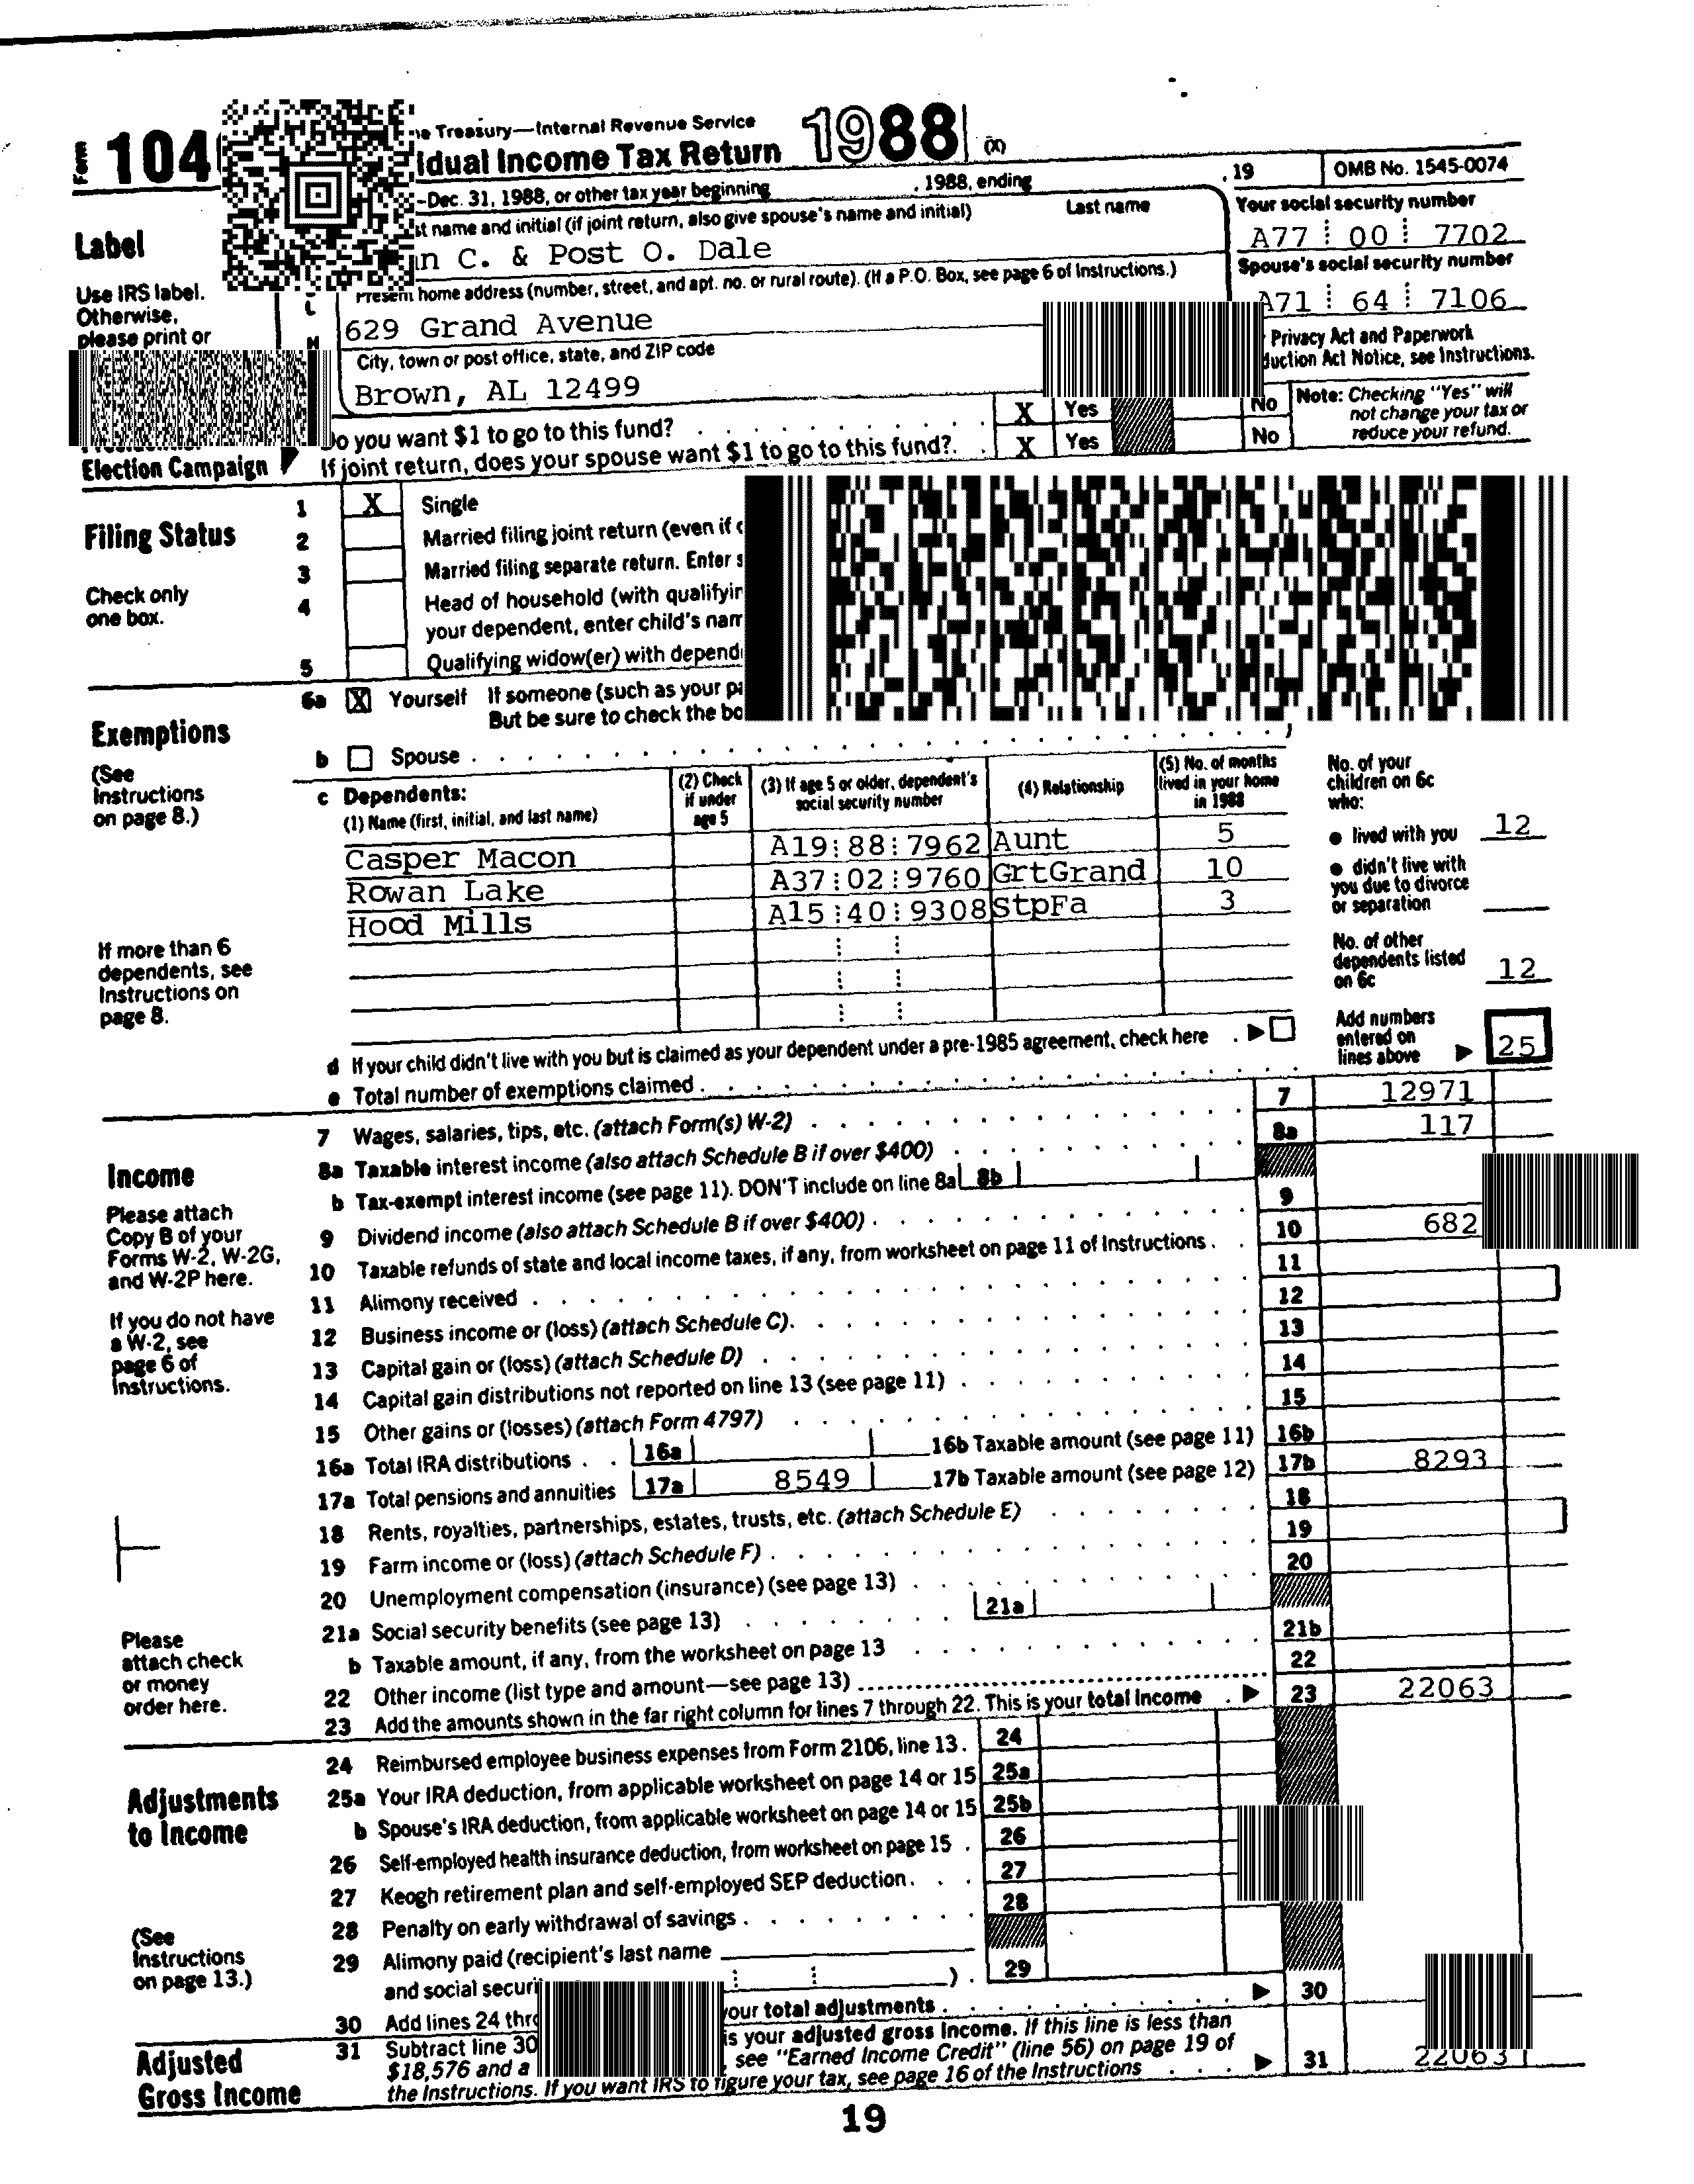 Form
Treasury—Internal Revenue Service
Income Tax Return 1988 (X)
-Dec. 31, 1988, or other tax year beginning , 1988, ending , 19
OMB No. 1545-0074
Label
name and initial (if joint return, also give spouse's name and initial) Last name
Your social security number
C. & Post O. Dale
A77 00 7702
Use IRS label.
Otherwise,
please print or
Present home address (number, street, and apt. no. or rural route). (If a P.O. Box, see page 6 of Instructions.)
Spouse's social security number
629 Grand Avenue
A71 64 7106
City, town or post office, state, and ZIP code
Privacy Act and Paperwork
Act Notice, see Instructions.
Brown, AL 12499
Election Campaign
Do you want $1 to go to this fund? X Yes No
If joint return, does your spouse want $1 to go to this fund?. X Yes No
Note: Checking "Yes" will
not change your tax or
reduce your refund.
Filing Status
Check only
one box.
1 X Single
2 Married filing joint return (even if
3 Married filing separate return. Enter
4 Head of household (with
your dependent, enter child's
5 Qualifying widow(er) with
Exemptions
(See
Instructions
on page 8.)
6a X Yourself If someone (such as your
But be sure to check the
b Spouse
c Dependents:
(1) Name (first, initial, and last name)
(2) Check
if under
age 5
(3) If age 5 or older, dependent's
social security number
(4) Relationship
(5) No. of months
lived in your home
in 1988
Casper Macon A19 88 7962 Aunt 5
Rowan Lake A37 02 9760 GrtGrand 10
Hood Mills A15 40 9308 StpFa 3
No. of your
children on 6c
who:
● lived with you 12
● didn't live with
you due to divorce
or separation
No. of other
dependents listed
on 6c 12
If more than 6
dependents, see
Instructions on
page 8.
d If your child didn't live with you but is claimed as your dependent under a pre-1985 agreement, check here
e Total number of exemptions claimed
Add numbers
entered on
lines above 25
Income
Please attach
Copy B of your
Forms W-2, W-2G,
and W-2P here.
If you do not have
a W-2, see
page 6 of
Instructions.
7 Wages, salaries, tips, etc. (attach Form(s) W-2) 7 12971
8a Taxable interest income (also attach Schedule B if over $400) 8a 117
b Tax-exempt interest income (see page 11). DON'T include on line 8a 8b
9 Dividend income (also attach Schedule B if over $400) 9
10 Taxable refunds of state and local income taxes, if any, from worksheet on page 11 of Instructions 10 682
11 Alimony received 11
12 Business income or (loss) (attach Schedule C). 12
13 Capital gain or (loss) (attach Schedule D) 13
14 Capital gain distributions not reported on line 13 (see page 11) 14
15 Other gains or (losses) (attach Form 4797) 15
16a Total IRA distributions 16a 16b Taxable amount (see page 11) 16b
17a Total pensions and annuities 17a 8549 17b Taxable amount (see page 12) 17b 8293
18 Rents, royalties, partnerships, estates, trusts, etc. (attach Schedule E) 18
19 Farm income or (loss) (attach Schedule F) 19
20 Unemployment compensation (insurance) (see page 13) 20
21a Social security benefits (see page 13) 21a
b Taxable amount, if any, from the worksheet on page 13 21b
22 Other income (list type and amount—see page 13) 22
23 Add the amounts shown in the far right column for lines 7 through 22. This is your total income 23 22063
Please
attach check
or money
order here.
Adjustments
to Income
(See
Instructions
on page 13.)
24 Reimbursed employee business expenses from Form 2106, line 13. 24
25a Your IRA deduction, from applicable worksheet on page 14 or 15 25a
b Spouse's IRA deduction, from applicable worksheet on page 14 or 15 25b
26 Self-employed health insurance deduction, from worksheet on page 15 26
27 Keogh retirement plan and self-employed SEP deduction 27
28 Penalty on early withdrawal of savings 28
29 Alimony paid (recipient's last name
and social ) 29
30 Add lines 24 your total adjustments 30
Adjusted
Gross Income
31 Subtract line 30 is your adjusted gross income. If this line is less than
$18,576 and a see "Earned Income Credit" (line 56) on page 19 of
the Instructions. If you want IRS to figure your tax, see page 16 of the Instructions 31 22063
19